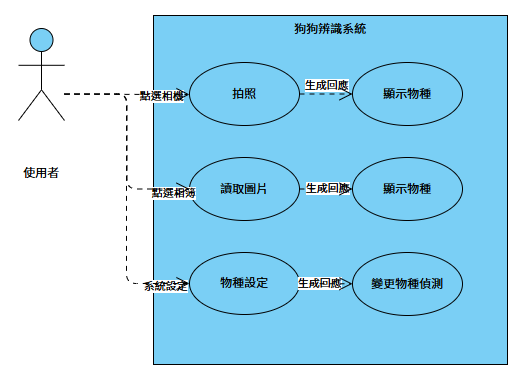 狗狗辨識系統
使用者
點選相機
拍照
生成回應
顯示物種
點選相簿
讀取圖片
生成回應
顯示物種
系統設定
物種設定
生成回應
變更物種偵測